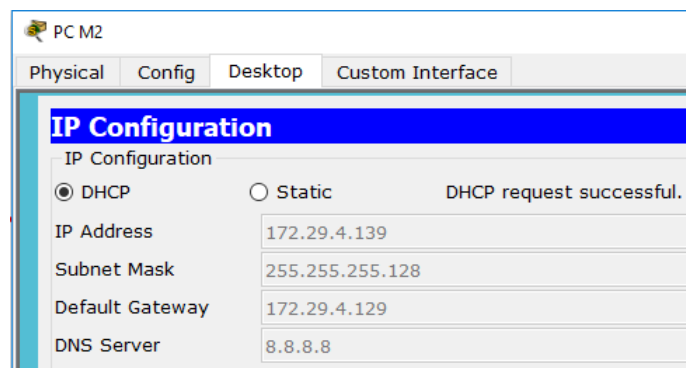 PC M2
Physical Config Desktop Custom Interface
IP Configuration
IP Configuration
DHCP Static DHCP request successful.
IP Address 172.29.4.139
Subnet Mask 255.255.255.128
Default Gateway 172.29.4.129
DNS Server 8.8.8.8